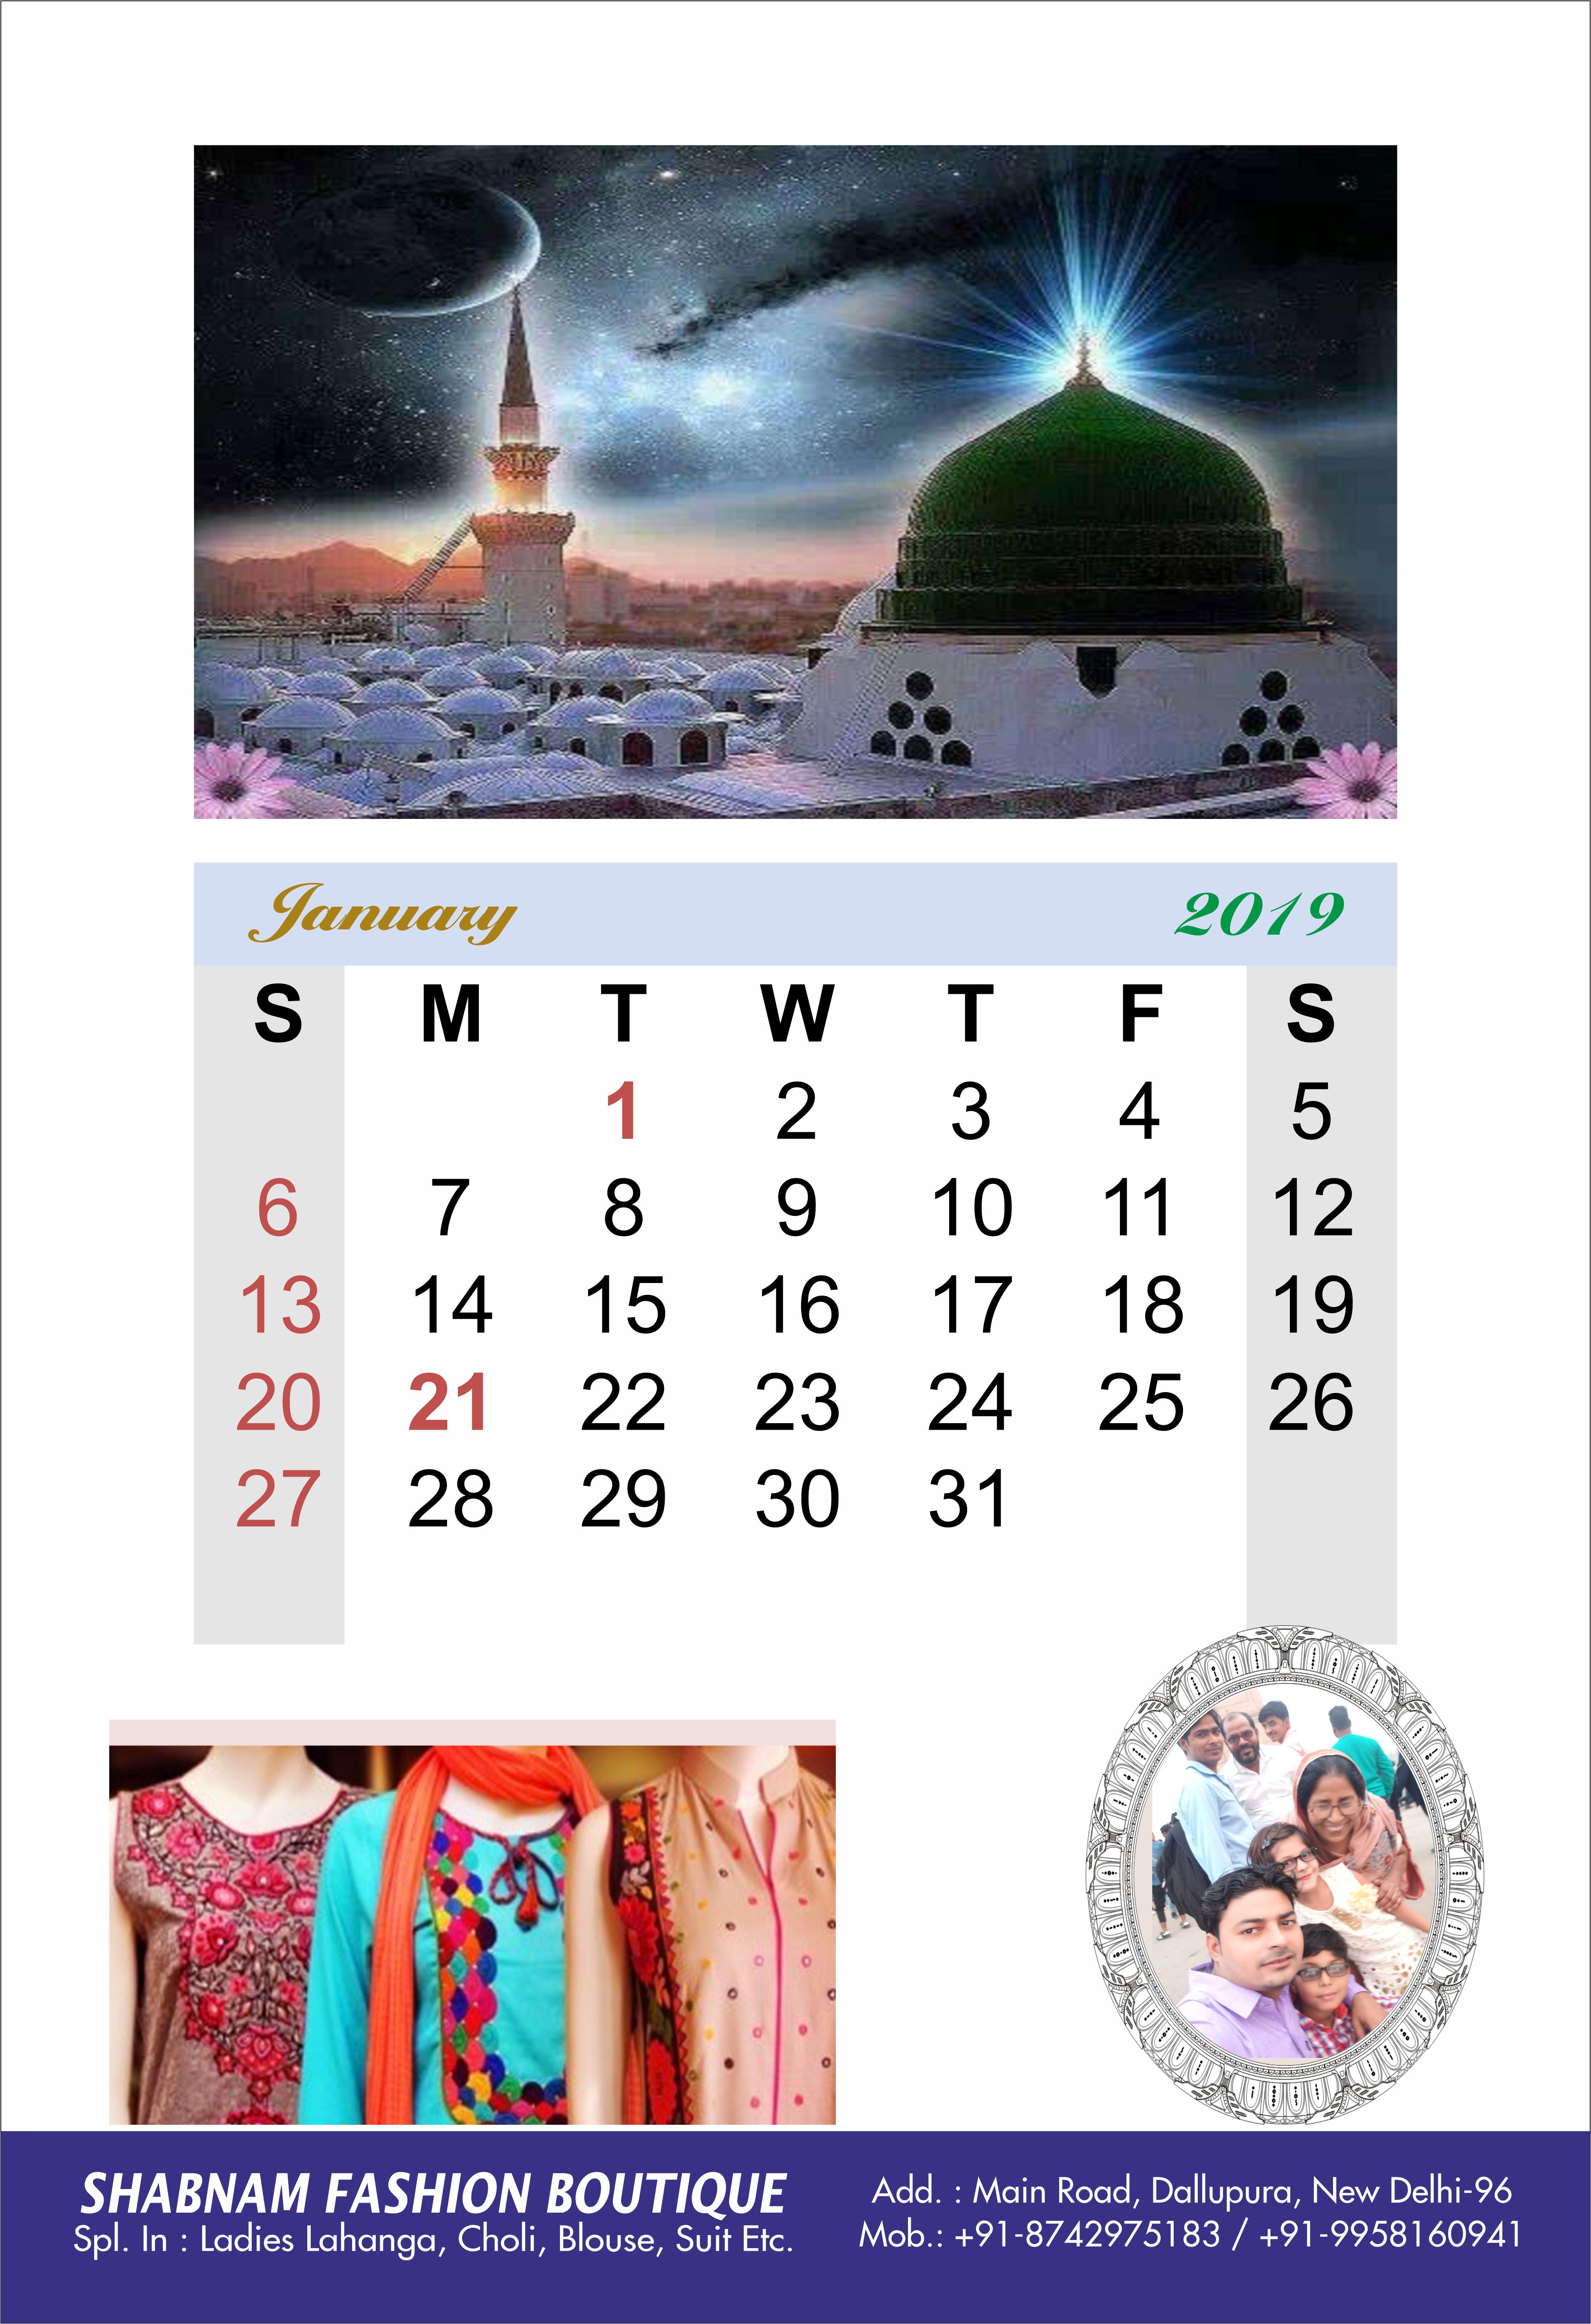 January 2019
S M T W T F S
1 2 3 4 5
6 7 8 9 10 11 12
13 14 15 16 17 18 19
20 21 22 23 24 25 26
27 28 29 30 31
SHABNAM FASHION BOUTIQUE
Spl. In : Ladies Lahanga, Choli, Blouse, Suit Etc.
Add. : Main Road, Dallupura, New Delhi-96
Mob.: +91-8742975183 / +91-9958160941